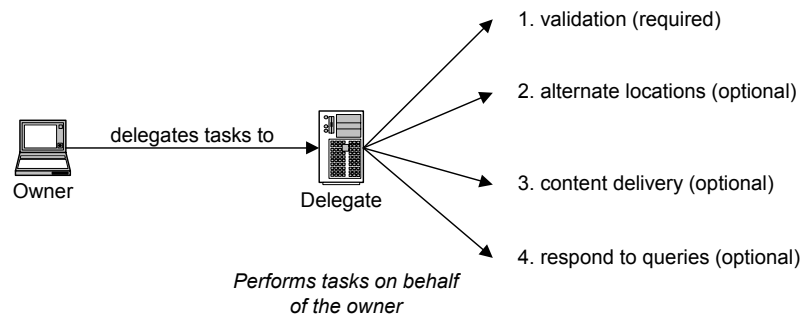 1. validation (required)
2. alternate locations (optional)
delegates tasks to
Owner
Delegate
3. content delivery (optional)
4. respond to queries (optional)
Performs tasks on behalf
of the owner